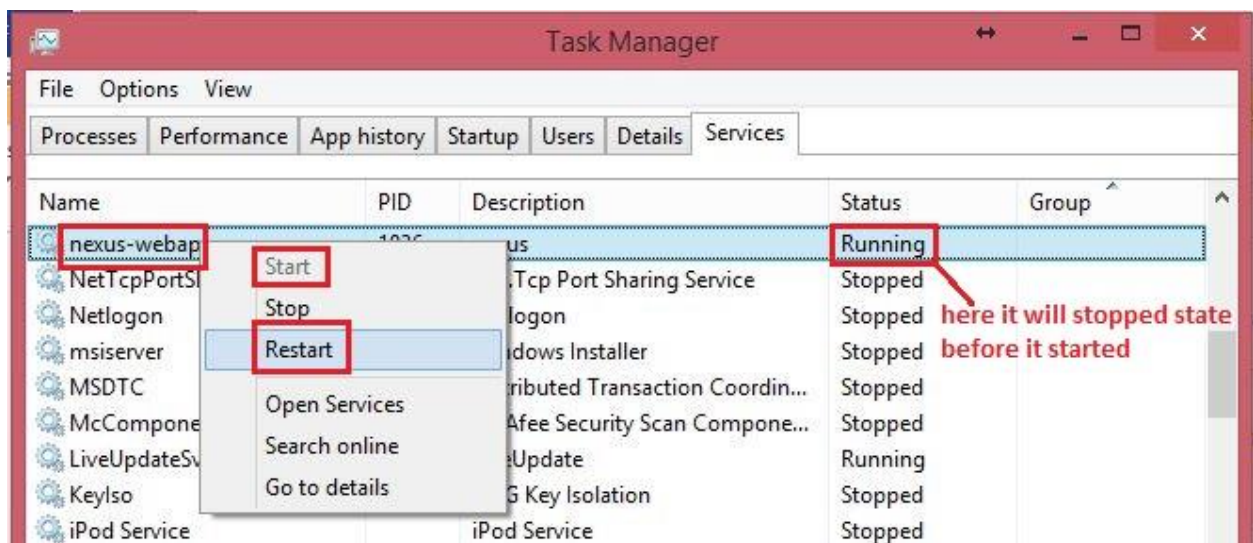 Task Manager
File Options View
Processes Performance App history Startup Users Details Services
Name PID Description Status Group
nexus-webap Running
Start
NetTcpPortSl .Tcp Port Sharing Service Stopped
Stop
Netlogon logon Stopped here it will stopped state
Restart
msiserver ndows Installer Stopped before it started
MSDTC tributed Transaction Coordin... Stopped
Open Services
McCompone Afee Security Scan Compone... Stopped
Search online
LiveUpdateSv eUpdate Running
Go to details
KeyIso G Key Isolation Stopped
iPod Service iPod Service Stopped